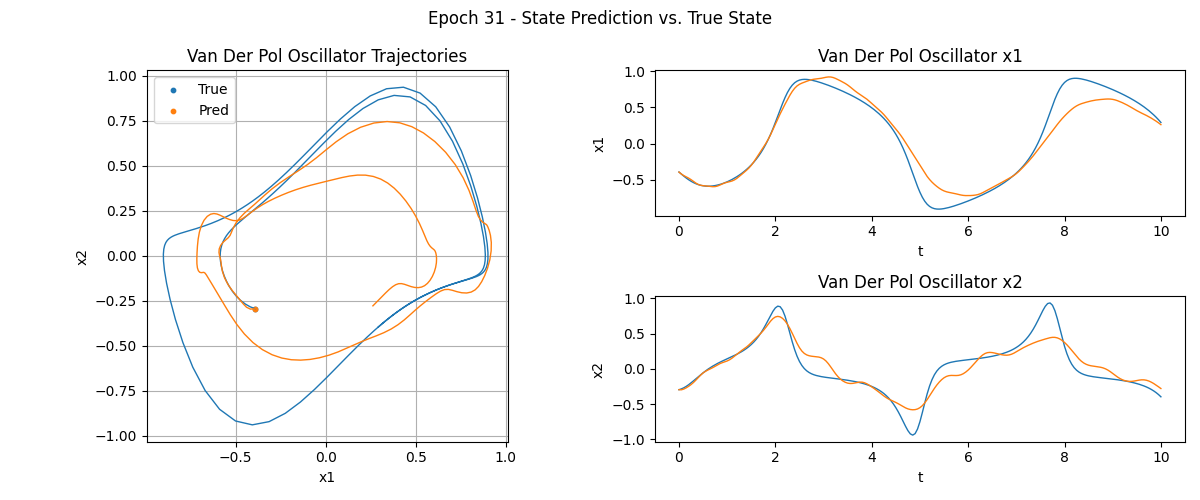 Epoch 31 - State Prediction vs. True State
Van Der Pol Oscillator Trajectories
True
Pred
1.00
0.75
0.50
0.25
0.00
−0.25
−0.50
−0.75
−1.00
x2
−0.5
0.0
0.5
1.0
x1
Van Der Pol Oscillator x1
1.0
0.5
0.0
−0.5
x1
0
2
4
6
8
10
t
Van Der Pol Oscillator x2
1.0
0.5
0.0
−0.5
−1.0
x2
0
2
4
6
8
10
t